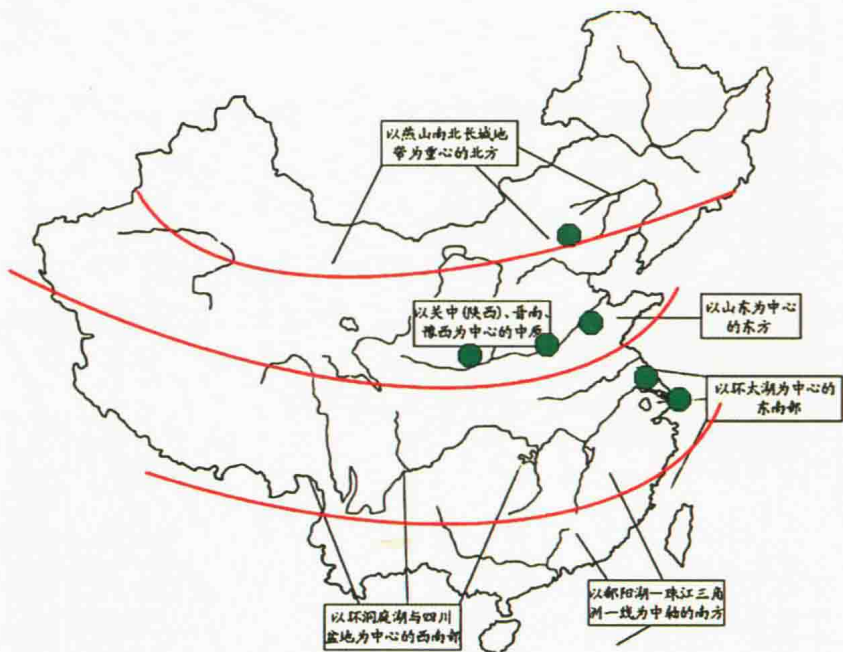 以燕山南北长城地
带为重心的北方
以关中(陕西)、晋南、
豫西为中心的中原
以山东为中心
的东方
以环太湖为中心的
东南部
以环洞庭湖与四川
盆地为中心的西南部
以鄱阳湖—珠江三角
洲一线为中轴的南方